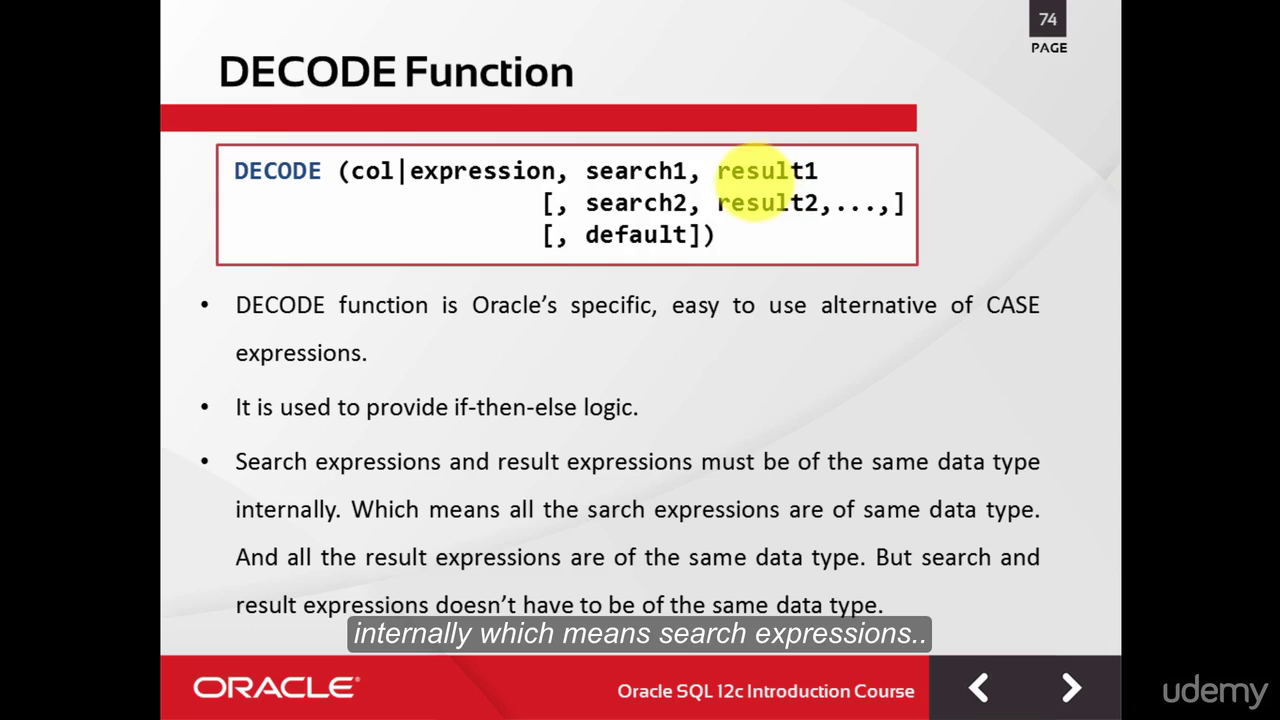 74
PAGE
DECODE Function
DECODE (col|expression, search1, result1
[, search2, result2,...,]
[, default])
• DECODE function is Oracle’s specific, easy to use alternative of CASE
expressions.
• It is used to provide if-then-else logic.
• Search expressions and result expressions must be of the same data type
internally. Which means all the sarch expressions are of same data type.
And all the result expressions are of the same data type. But search and
result expressions doesn’t have to be of the same data type.
internally which means search expressions..
ORACLE®
Oracle SQL 12c Introduction Course
udemy